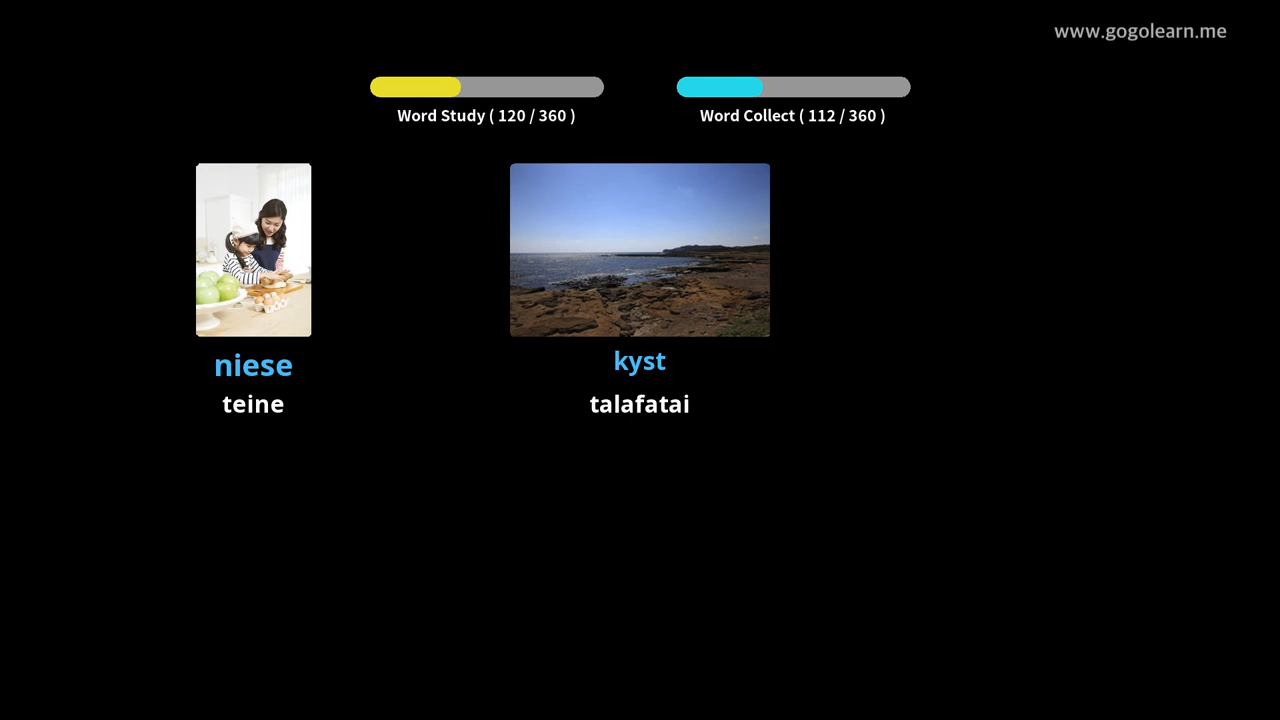 www.gogolearn.me
Word Study ( 120 / 360 )
Word Collect ( 112 / 360 )
niese
teine
kyst
talafatai